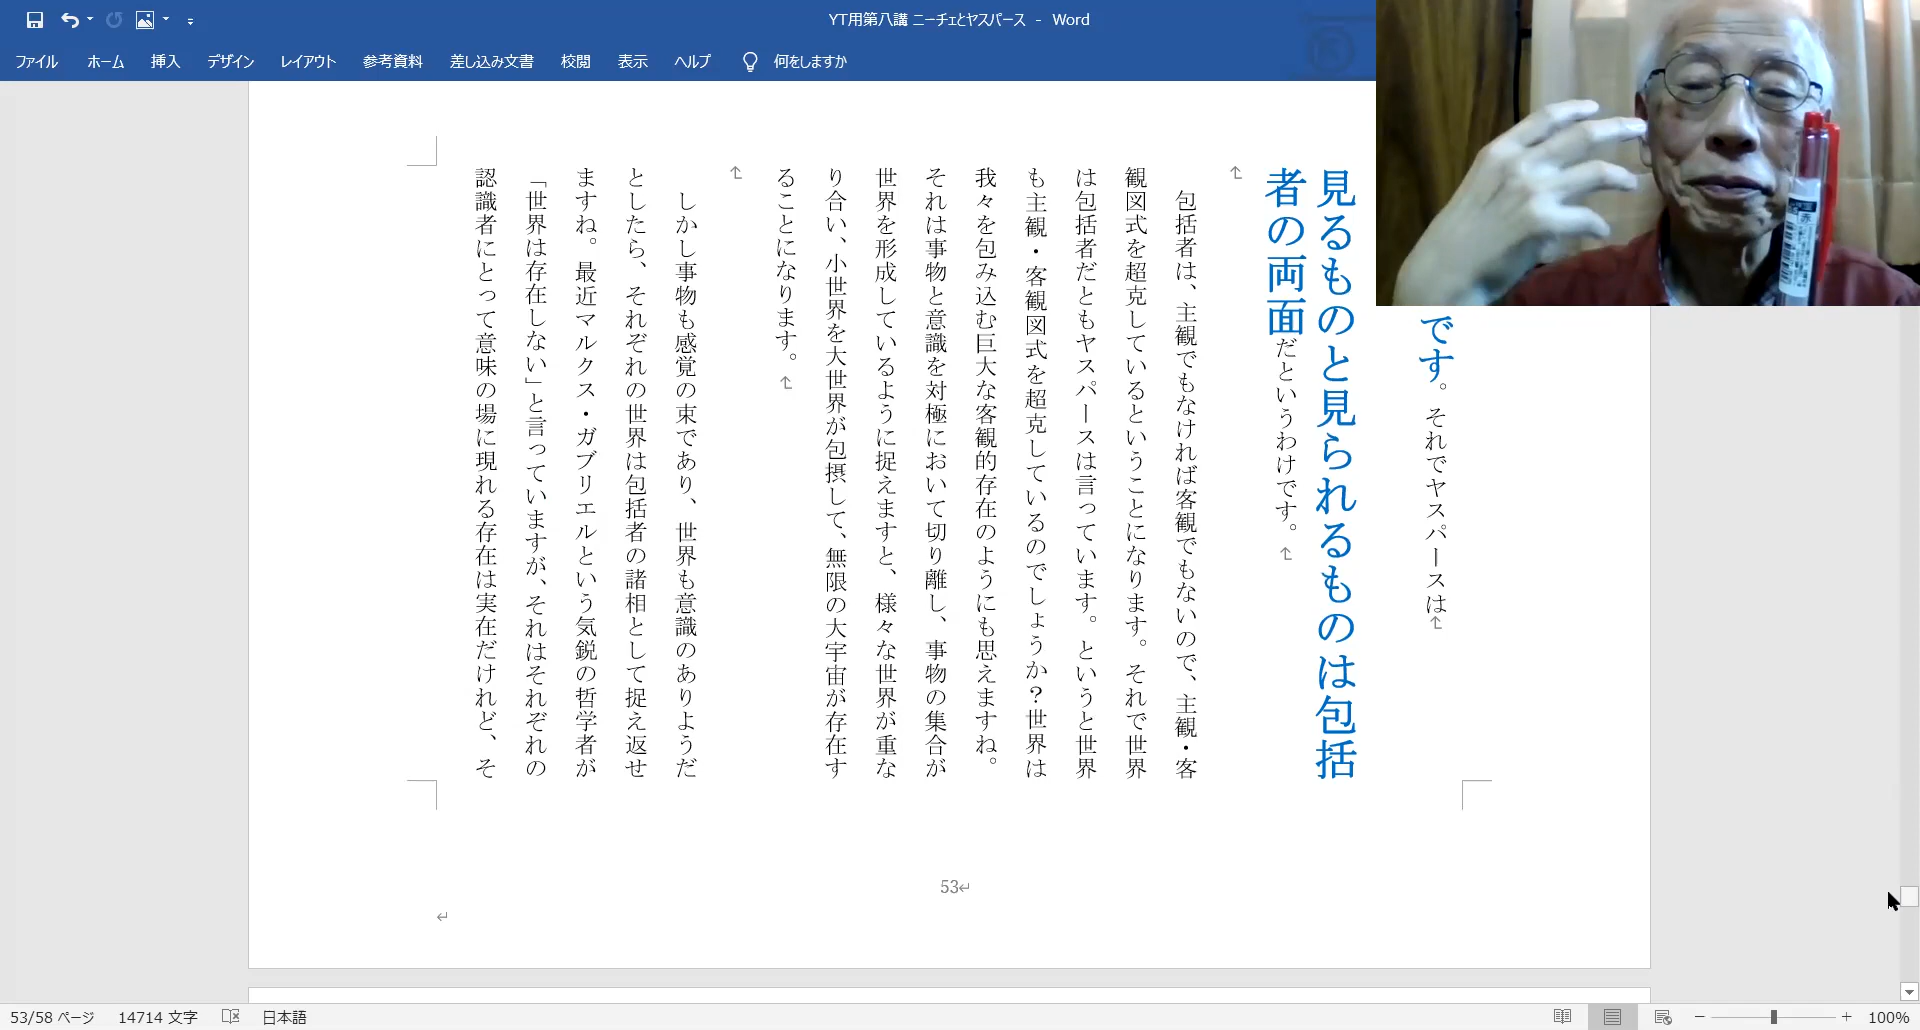 YT用第八講 ニーチェとヤスパース - Word
ファイル ホーム 挿入 デザイン レイアウト 参考資料 差し込み文書 校閲 表示 ヘルプ 何をしますか
です。それでヤスパースは
見るものと見られるものは包括
者の両面だというわけです。
包括者は、主観でもなければ客観でもないので、主観・客
観図式を超克しているということになります。それで世界
は包括者だともヤスパースは言っています。というと世界
も主観・客観図式を超克しているのでしょうか？世界は
我々を包み込む巨大な客観的存在のようにも思えますね。
それは事物と意識を対極において切り離し、事物の集合が
世界を形成しているように捉えますと、様々な世界が重な
り合い、小世界を大世界が包摂して、無限の大宇宙が存在す
ることになります。
しかし事物も感覚の束であり、世界も意識のありようだ
としたら、それぞれの世界は包括者の諸相として捉え返せ
ますね。最近マルクス・ガブリエルという気鋭の哲学者が
「世界は存在しない」と言っていますが、それはそれぞれの
認識者にとって意味の場に現れる存在は実在だけれど、そ
53
赤
53/58 ページ 14714 文字 日本語 100%